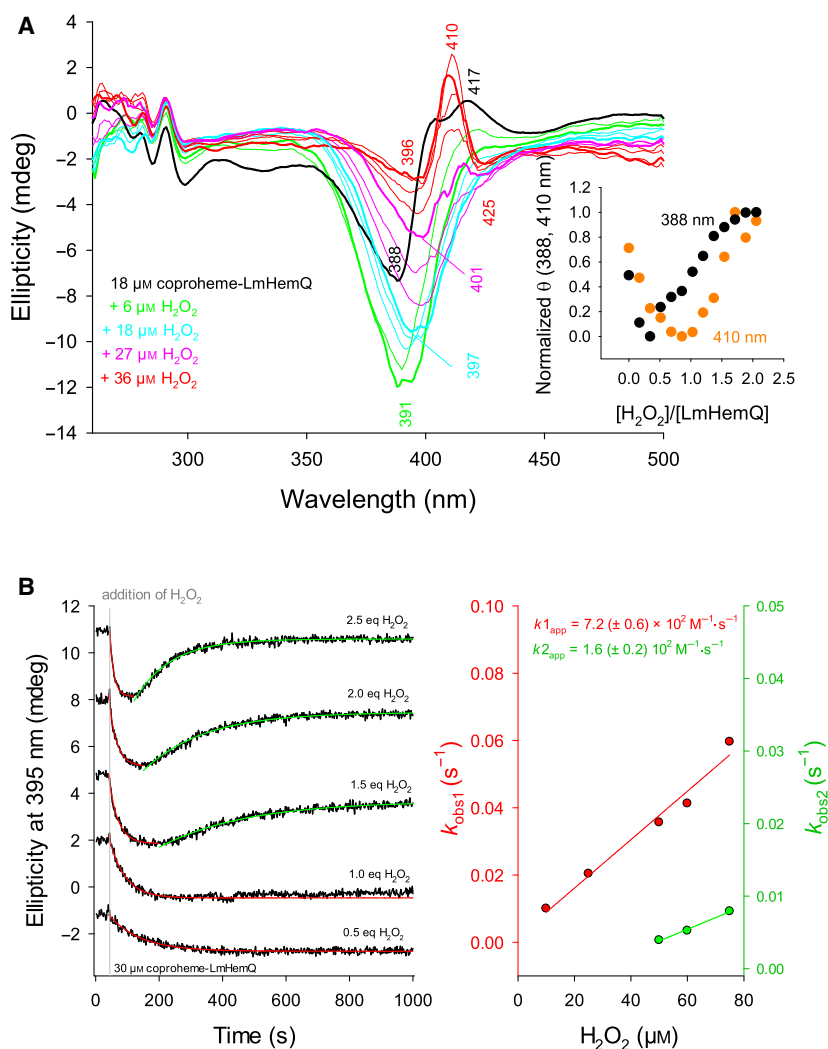 A
4
2
0
−2
−4
−6
−8
−10
−12
−14
Ellipticity (mdeg)
300
350
400
450
500
Wavelength (nm)
410
417
396
425
388
401
397
391
18 μM coproheme-LmHemQ
+ 6 μM H₂O₂
+ 18 μM H₂O₂
+ 27 μM H₂O₂
+ 36 μM H₂O₂
Normalized θ (388, 410 nm)
1.0
0.8
0.6
0.4
0.2
0.0
388 nm
410 nm
0.0 0.5 1.0 1.5 2.0 2.5
[H₂O₂]/[LmHemQ]
B
addition of H₂O₂
12
10
8
6
4
2
0
−2
Ellipticity at 395 nm (mdeg)
2.5 eq H₂O₂
2.0 eq H₂O₂
1.5 eq H₂O₂
1.0 eq H₂O₂
0.5 eq H₂O₂
30 μM coproheme-LmHemQ
0 200 400 600 800 1000
Time (s)
0.10
0.08
0.06
0.04
0.02
0.00
kobs1 (s⁻¹)
k1app = 7.2 (± 0.6) × 10² M⁻¹·s⁻¹
k2app = 1.6 (± 0.2) 10² M⁻¹·s⁻¹
0.05
0.04
0.03
0.02
0.01
0.00
kobs2 (s⁻¹)
0 20 40 60 80
H₂O₂ (μM)